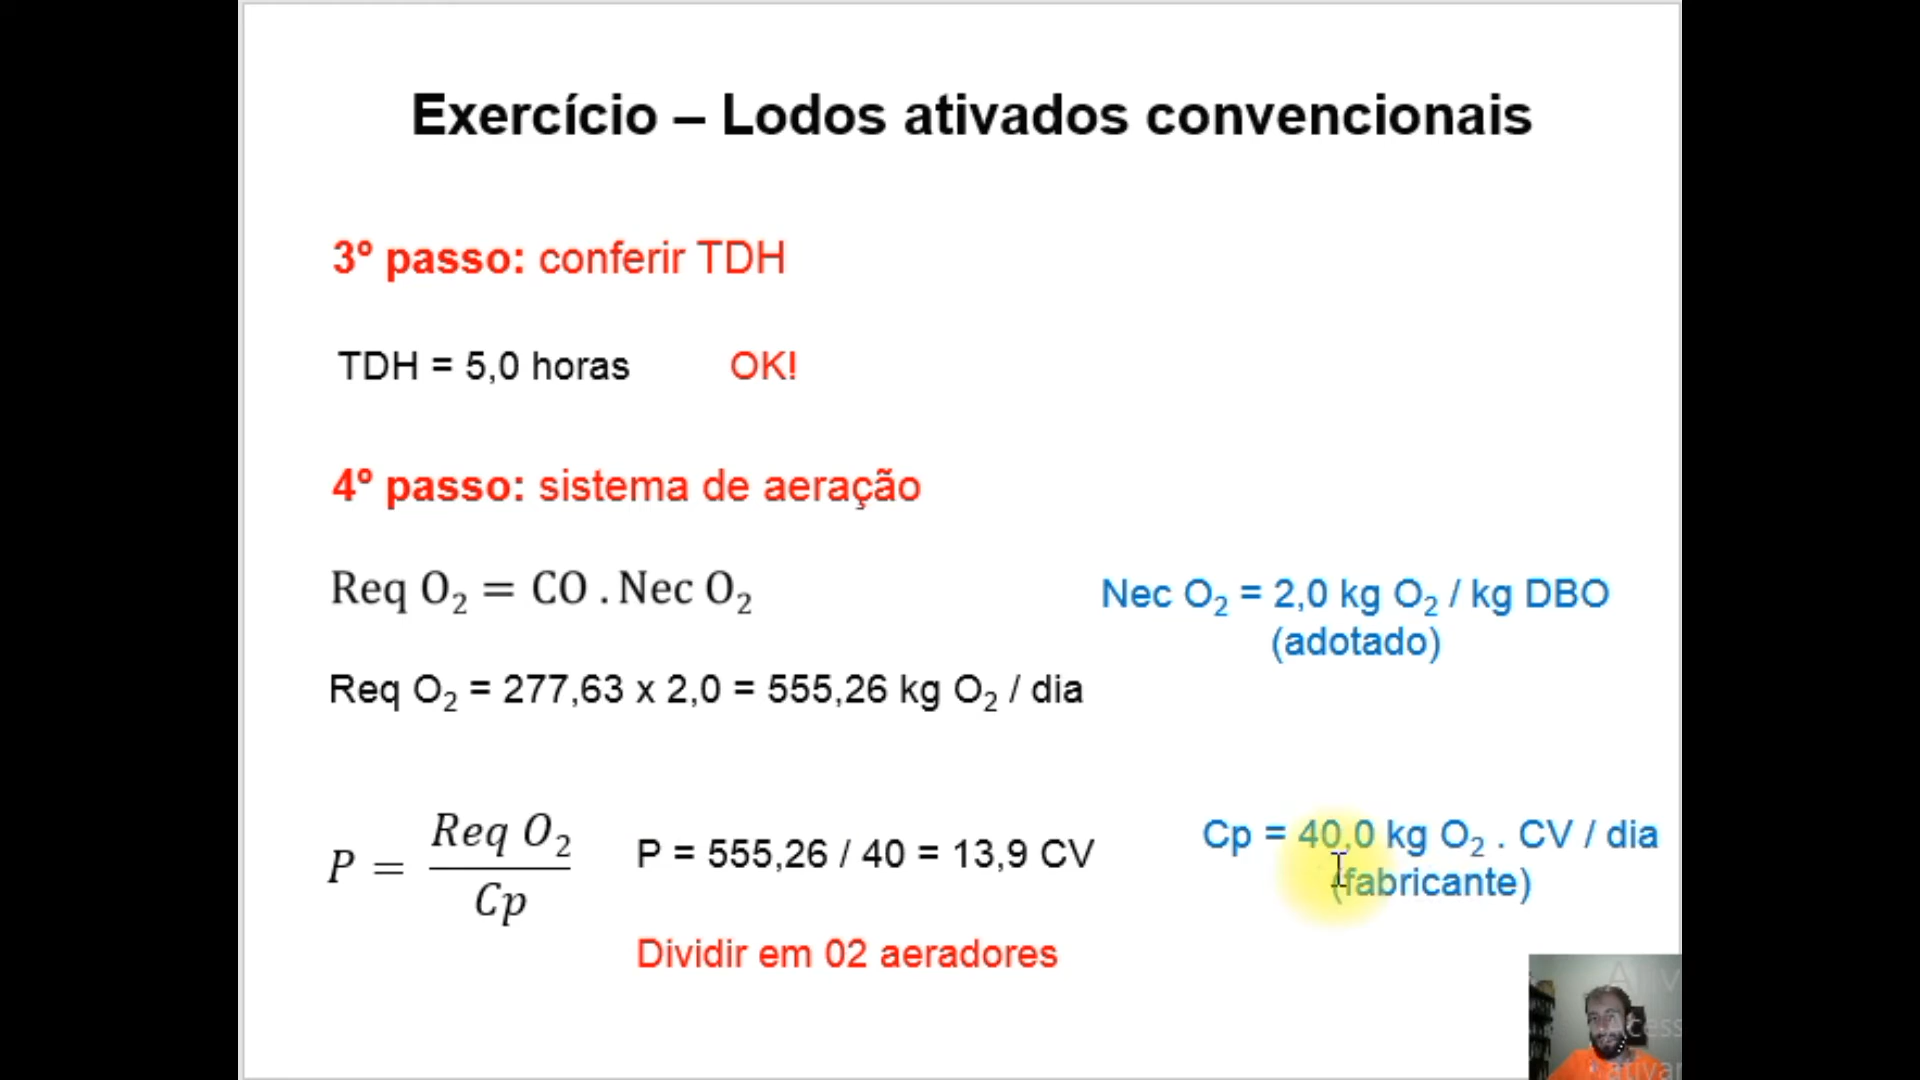 Exercício – Lodos ativados convencionais
3º passo: conferir TDH
TDH = 5,0 horas OK!
4º passo: sistema de aeração
Req O₂ = CO . Nec O₂
Nec O₂ = 2,0 kg O₂ / kg DBO
(adotado)
Req O₂ = 277,63 x 2,0 = 555,26 kg O₂ / dia
P = Req O₂ / Cp
P = 555,26 / 40 = 13,9 CV
Cp = 40,0 kg O₂ . CV / dia
(fabricante)
Dividir em 02 aeradores